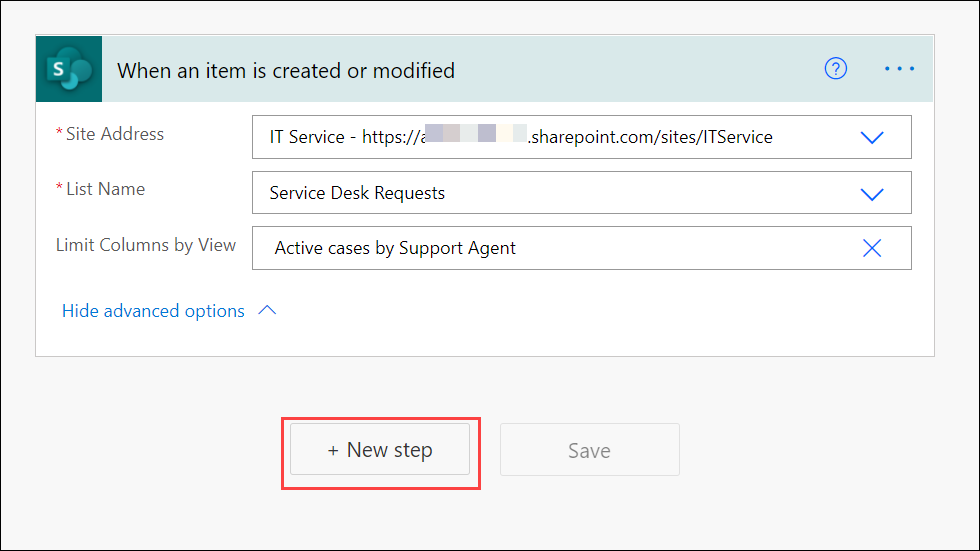 S
When an item is created or modified
?
* Site Address
IT Service - https://a .sharepoint.com/sites/ITService
* List Name
Service Desk Requests
Limit Columns by View
Active cases by Support Agent
Hide advanced options
+ New step
Save